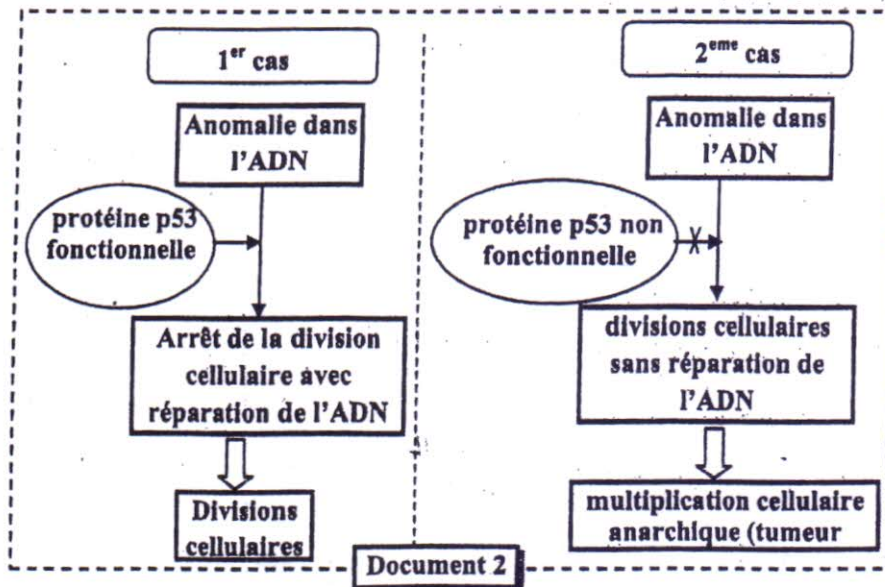 1er cas
Anomalie dans
l'ADN
protéine p53
fonctionnelle
Arrêt de la division
cellulaire avec
réparation de l'ADN
Divisions
cellulaires
2eme cas
Anomalie dans
l'ADN
protéine p53 non
fonctionnelle
X
divisions cellulaires
sans réparation de
l'ADN
multiplication cellulaire
anarchique (tumeur
Document 2